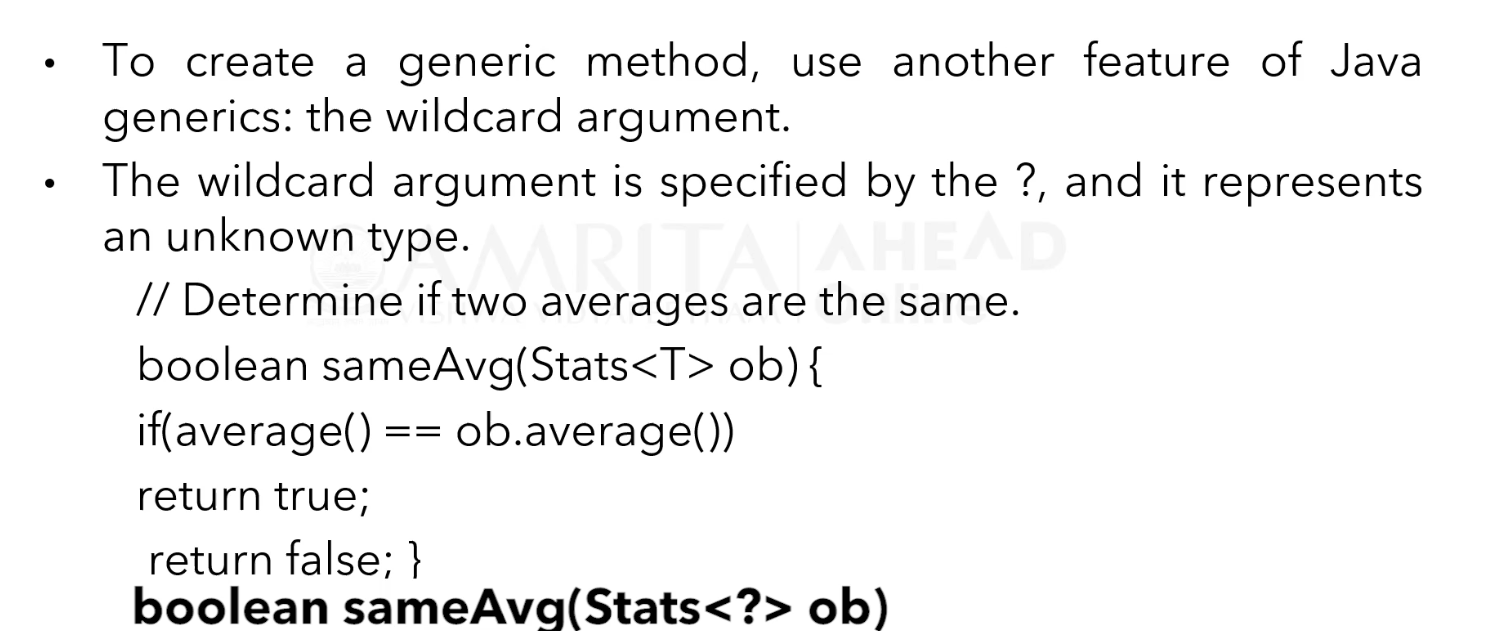 • To create a generic method, use another feature of Java
generics: the wildcard argument.
• The wildcard argument is specified by the ?, and it represents
an unknown type.
AMRITA AHEAD
// Determine if two averages are the same.
boolean sameAvg(Stats<T> ob){
if(average() == ob.average())
return true;
return false; }
boolean sameAvg(Stats<?> ob)